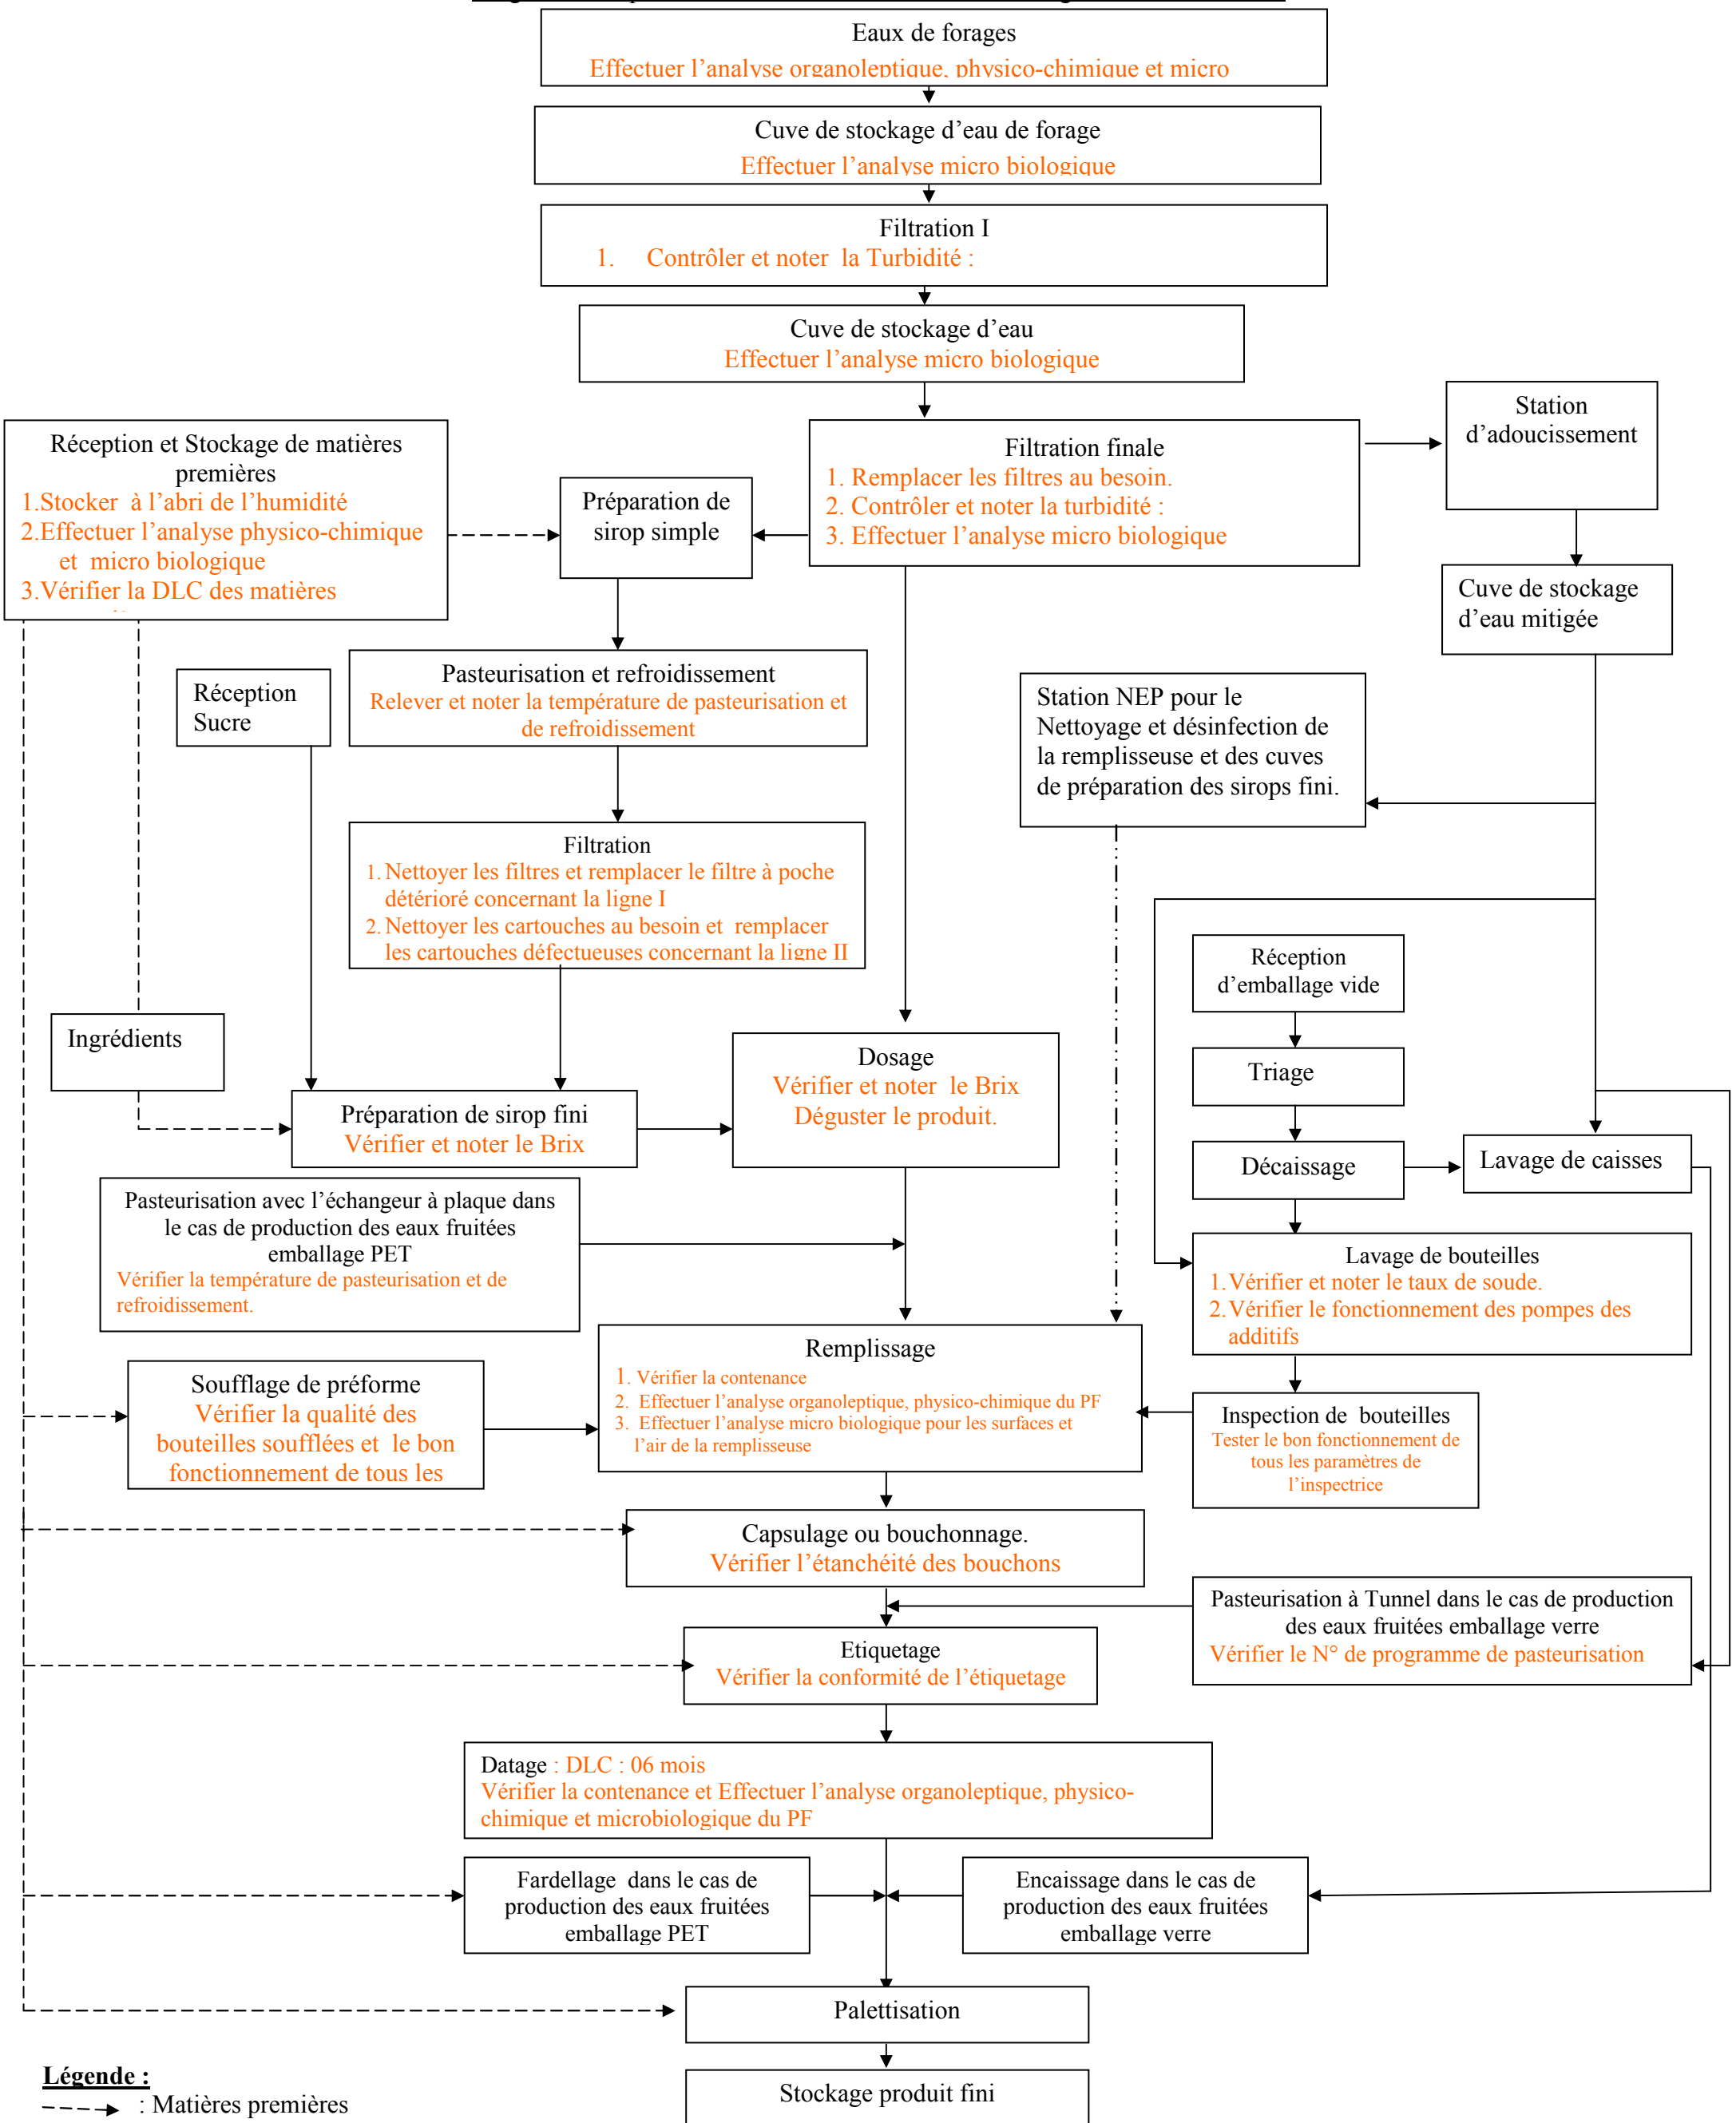 Eaux de forages
Effectuer l'analyse organoleptique, physico-chimique et micro
Cuve de stockage d'eau de forage
Effectuer l'analyse micro biologique
Filtration I
1. Contrôler et noter la Turbidité :
Cuve de stockage d'eau
Effectuer l'analyse micro biologique
Station
d'adoucissement
Réception et Stockage de matières
premières
1.Stocker à l'abri de l'humidité
2.Effectuer l'analyse physico-chimique
et micro biologique
3.Vérifier la DLC des matières
Préparation de
sirop simple
Filtration finale
1. Remplacer les filtres au besoin.
2. Contrôler et noter la turbidité :
3. Effectuer l'analyse micro biologique
Cuve de stockage
d'eau mitigée
Réception
Sucre
Pasteurisation et refroidissement
Relever et noter la température de pasteurisation et
de refroidissement
Station NEP pour le
Nettoyage et désinfection de
la remplisseuse et des cuves
de préparation des sirops fini.
Filtration
1. Nettoyer les filtres et remplacer le filtre à poche
détérioré concernant la ligne I
2. Nettoyer les cartouches au besoin et remplacer
les cartouches défectueuses concernant la ligne II
Réception
d'emballage vide
Ingrédients
Dosage
Vérifier et noter le Brix
Déguster le produit.
Triage
Préparation de sirop fini
Vérifier et noter le Brix
Décaissage
Lavage de caisses
Pasteurisation avec l'échangeur à plaque dans
le cas de production des eaux fruitées
emballage PET
Vérifier la température de pasteurisation et de
refroidissement.
Lavage de bouteilles
1.Vérifier et noter le taux de soude.
2.Vérifier le fonctionnement des pompes des
additifs
Remplissage
1. Vérifier la contenance
2. Effectuer l'analyse organoleptique, physico-chimique du PF
3. Effectuer l'analyse micro biologique pour les surfaces et
l'air de la remplisseuse
Soufflage de préforme
Vérifier la qualité des
bouteilles soufflées et le bon
fonctionnement de tous les
Inspection de bouteilles
Tester le bon fonctionnement de
tous les paramètres de
l'inspectrice
Capsulage ou bouchonnage.
Vérifier l'étanchéité des bouchons
Pasteurisation à Tunnel dans le cas de production
des eaux fruitées emballage verre
Vérifier le N° de programme de pasteurisation
Etiquetage
Vérifier la conformité de l'étiquetage
Datage : DLC : 06 mois
Vérifier la contenance et Effectuer l'analyse organoleptique, physico-
chimique et microbiologique du PF
Fardellage dans le cas de
production des eaux fruitées
emballage PET
Encaissage dans le cas de
production des eaux fruitées
emballage verre
Palettisation
Stockage produit fini
Légende :
: Matières premières